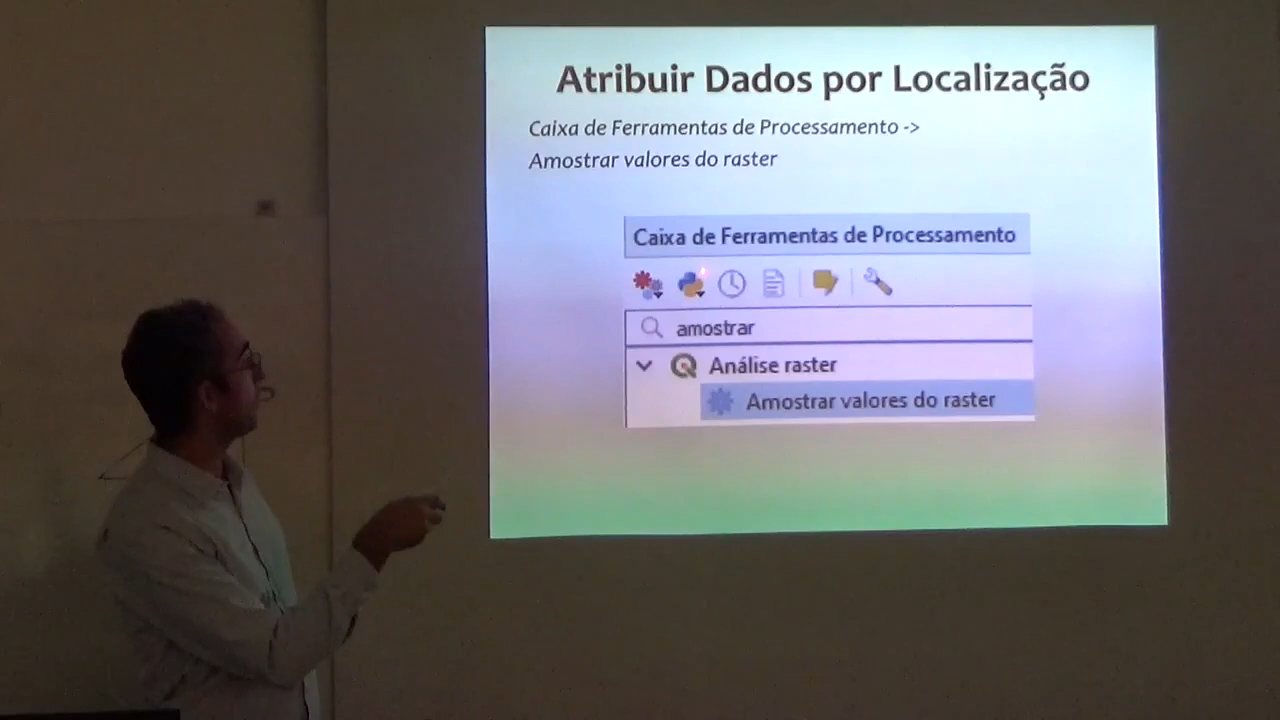 Atribuir Dados por Localização
Caixa de Ferramentas de Processamento ->
Amostrar valores do raster
Caixa de Ferramentas de Processamento
amostrar
Análise raster
Amostrar valores do raster